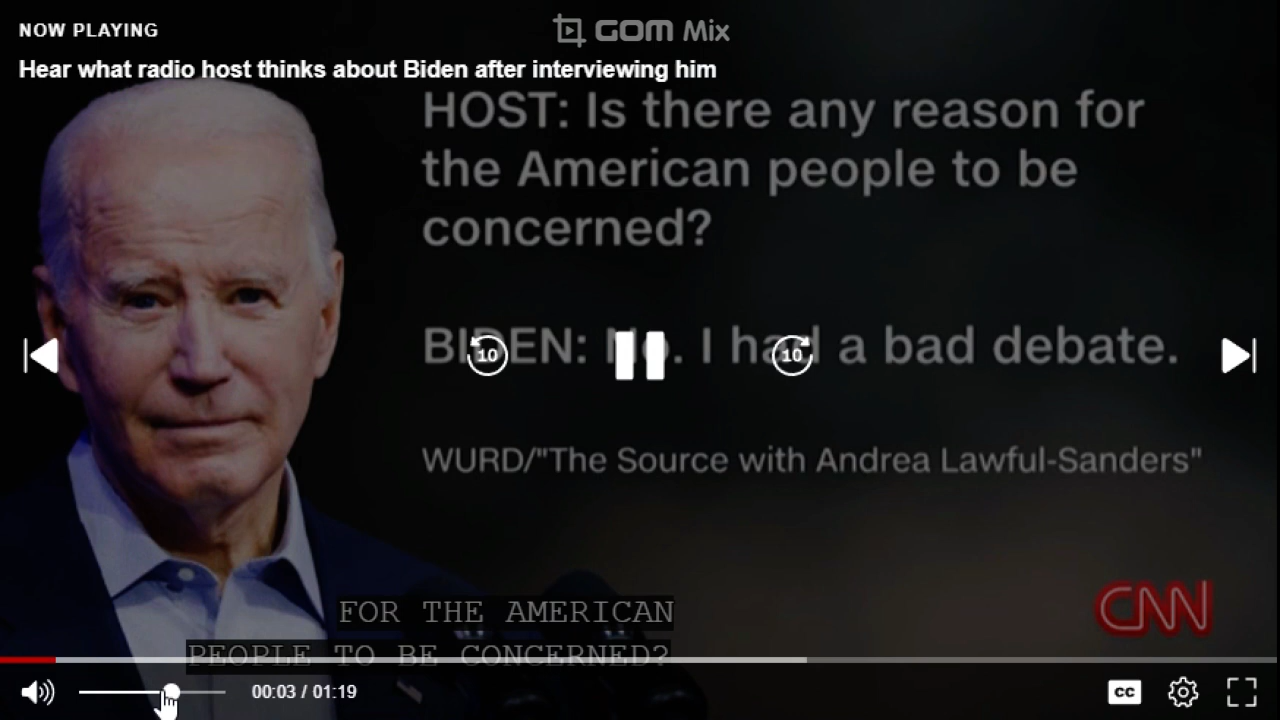 NOW PLAYING
GOM Mix
Hear what radio host thinks about Biden after interviewing him
HOST: Is there any reason for
the American people to be
concerned?
BIDEN: No. I had a bad debate.
10
10
WURD/"The Source with Andrea Lawful-Sanders"
CNN
FOR THE AMERICAN
PEOPLE TO BE CONCERNED?
00:03 / 01:19
CC